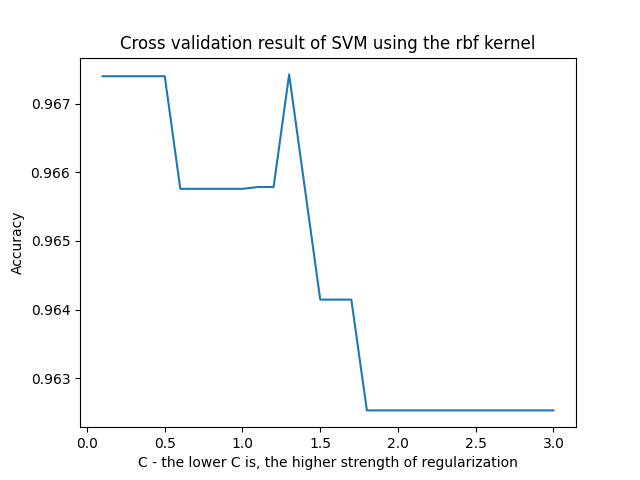 Cross validation result of SVM using the rbf kernel
0.967
0.966
0.965
0.964
0.963
Accuracy
0.0 0.5 1.0 1.5 2.0 2.5 3.0
C - the lower C is, the higher strength of regularization